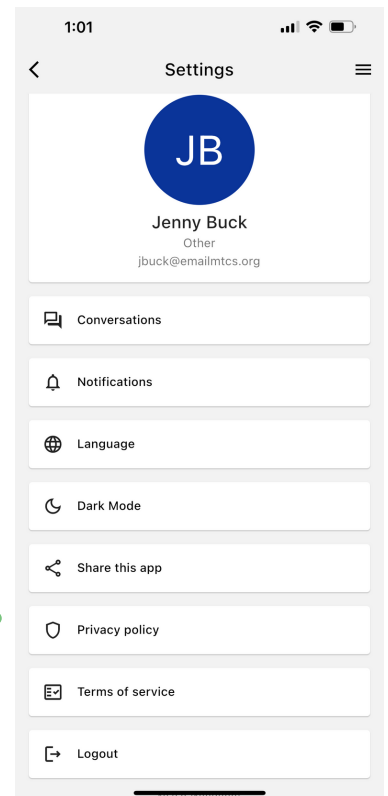 1:01
Settings
JB
Jenny Buck
Other
jbuck@emailmtcs.org
Conversations
Notifications
Language
Dark Mode
Share this app
Privacy policy
Terms of service
Logout